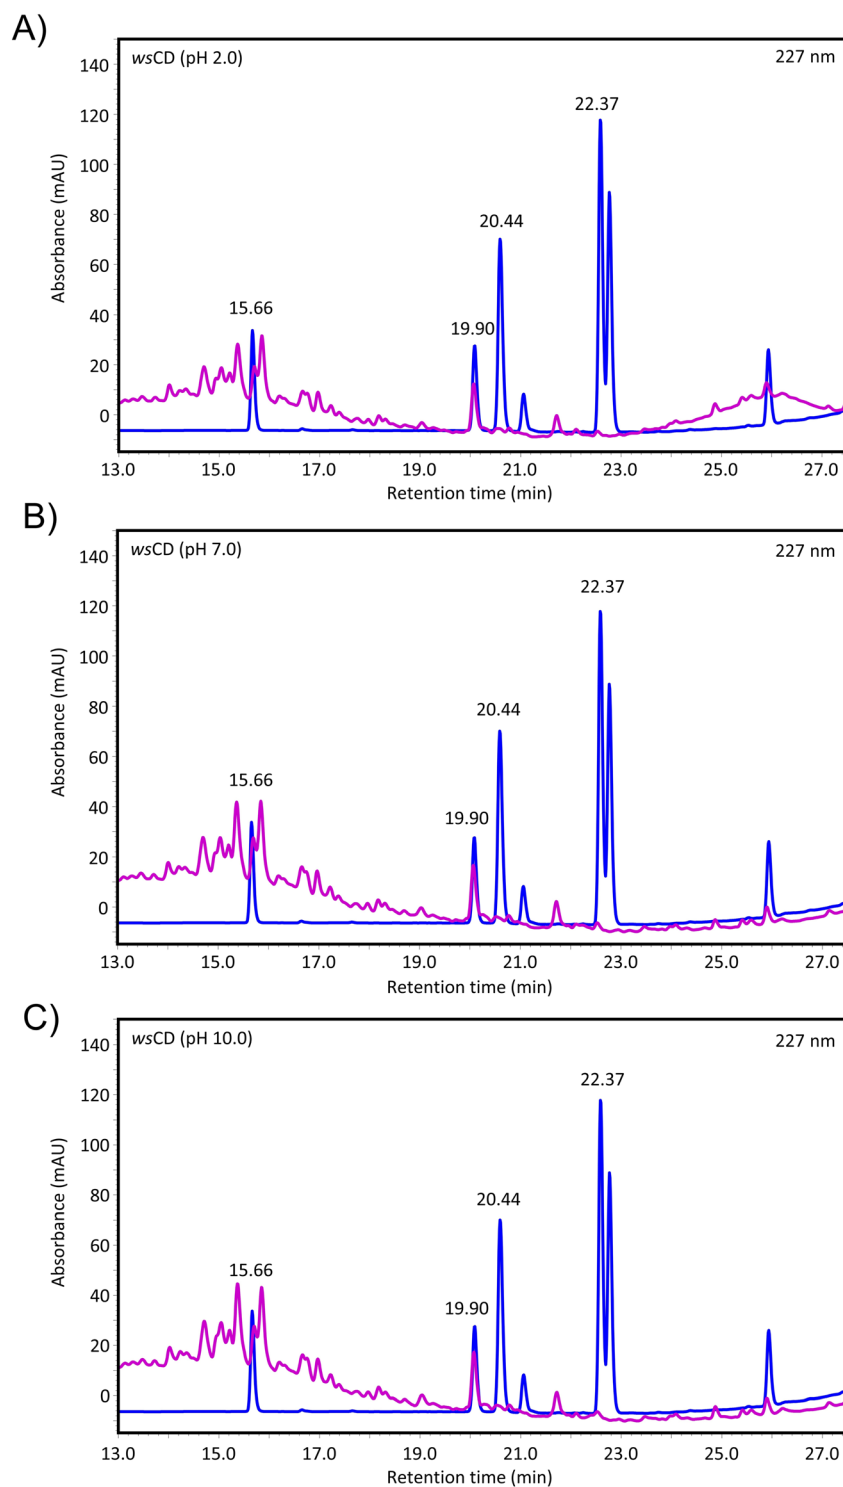 A)
wsCD (pH 2.0) 227 nm
140
120
100
80
60
40
20
0
22.37
20.44
15.66
19.90
Absorbance (mAU)
13.0 15.0 17.0 19.0 21.0 23.0 25.0 27.0
Retention time (min)
B)
wsCD (pH 7.0) 227 nm
140
120
100
80
60
40
20
0
22.37
20.44
15.66
19.90
Absorbance (mAU)
13.0 15.0 17.0 19.0 21.0 23.0 25.0 27.0
Retention time (min)
C)
wsCD (pH 10.0) 227 nm
140
120
100
80
60
40
20
0
22.37
20.44
15.66
19.90
Absorbance (mAU)
13.0 15.0 17.0 19.0 21.0 23.0 25.0 27.0
Retention time (min)